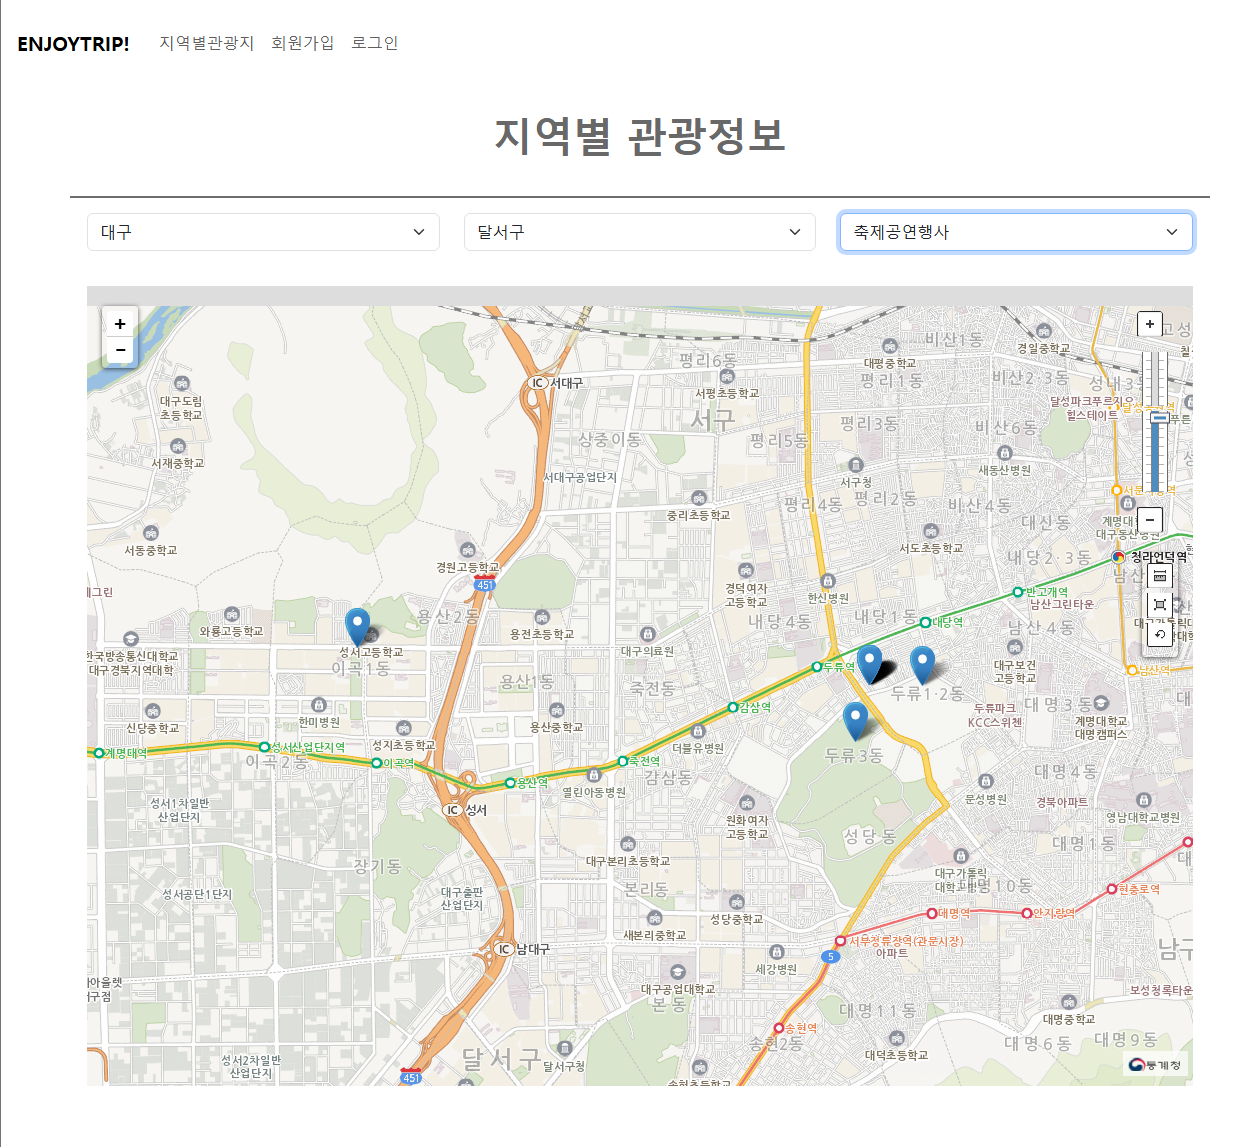 ENJOYTRIP! 지역별관광지 회원가입 로그인
지역별 관광정보
대구 달서구 축제공연행사
+
−
+
−
비산1동
대평중학교
경일중학교
평리6동
평리1동
비산2·3동
서평초등학교
IC 서대구
서구
대구도림
초등학교
달성파크푸르지오
힐스테이트
상중이동
평리5동
평리3동
비산6동
서재중학교
서대구공업단지
서구청
새동산병원
평리4동
평리2동
비산4동
중리초등학교
대신동
서동중학교
서도초등학교
내당2·3동
청라언덕역
경원고등학교
451
경덕여자
고등학교
한신병원
반고개역
남산그린타운
용산2동
와룡고등학교
용전초등학교
내당4동
내당1동
내당역
남산4동
성서고등학교
이곡1동
한국방송통신대학교
대구경북지역대학
대구의료원
두류역
대구보건
고등학교
남산역
용산1동
죽전동
두류1·2동
신당중학교
한미병원
용산중학교
감삼역
두류파크
KCC스위첸
대명3동
계명대학교
대명캠퍼스
성지초등학교
더블유병원
두류3동
계명대역
성서산업단지역
이곡2동
이곡역
죽전역
감삼동
용산역
열린아동병원
문성병원
대명4동
경북아파트
성서1차일반
산업단지
IC 성서
원화여자
고등학교
성당동
영남대학교병원
대명1동
장기동
대구본리초등학교
대구가톨릭
대명10동
성서공단1단지
대구출판
산업단지
본리동
현충로역
성당중학교
대명역
안지랑역
새본리중학교
IC 남대구
서부정류장역(관문시장)
아파트
5
세강병원
대구공업대학교
본동
보성청록타운
대명11동
대명중학교
송현역
송현2동
대명6동
대명9동
달서구
달서구청
대덕초등학교
성서2차일반
산업단지
451
송현초등학교
통계청